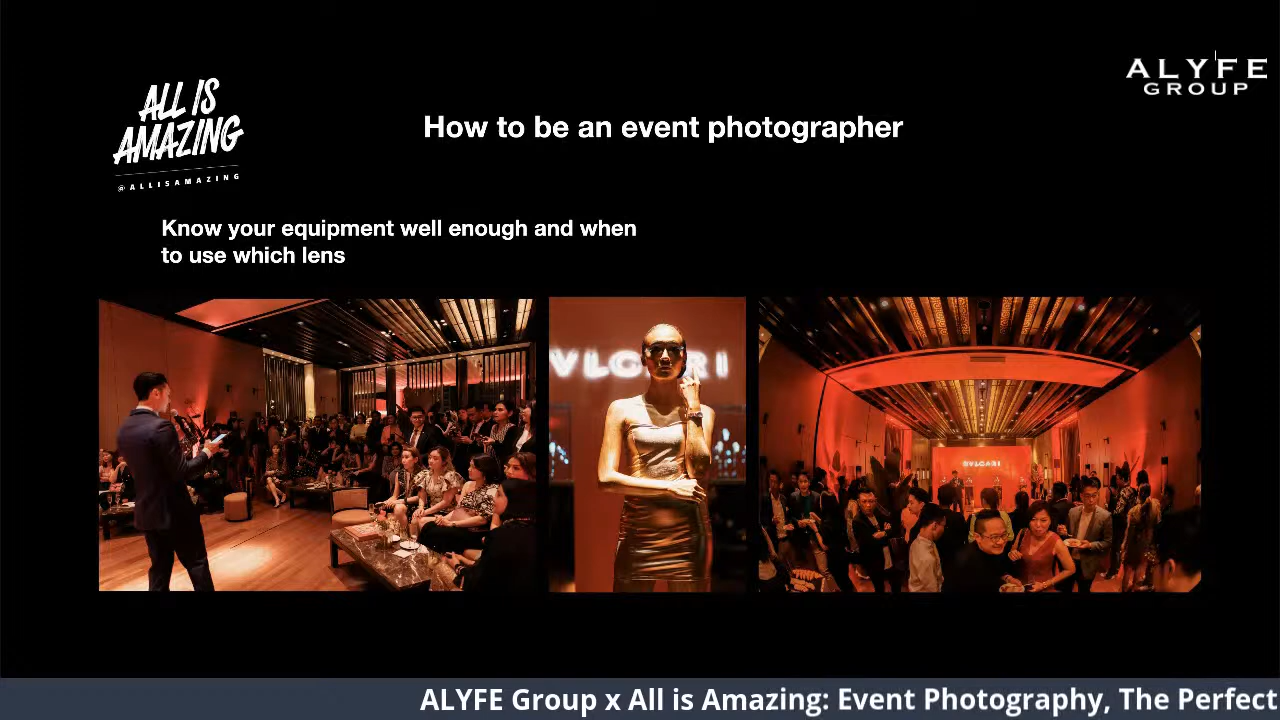 ALL IS
AMAZING
@ALLISAMAZING
ALYFE
GROUP
How to be an event photographer
Know your equipment well enough and when
to use which lens
VLGARI
BVLGARI
ALYFE Group x All is Amazing: Event Photography, The Perfect